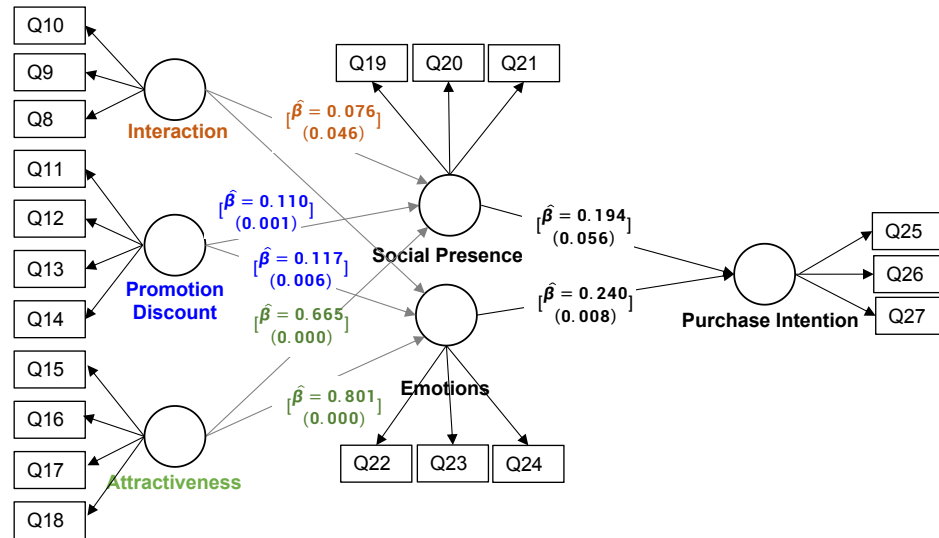 Q10
Q9
Q8
Interaction
Q11
Q12
Q13
Q14
Promotion
Discount
Q15
Q16
Q17
Q18
Attractiveness
Q19 Q20 Q21
[β̂ = 0.076]
(0.046)
[β̂ = 0.110]
(0.001)
[β̂ = 0.117]
(0.006)
[β̂ = 0.665]
(0.000)
[β̂ = 0.801]
(0.000)
Social Presence
Emotions
Q22 Q23 Q24
[β̂ = 0.194]
(0.056)
[β̂ = 0.240]
(0.008)
Purchase Intention
Q25
Q26
Q27